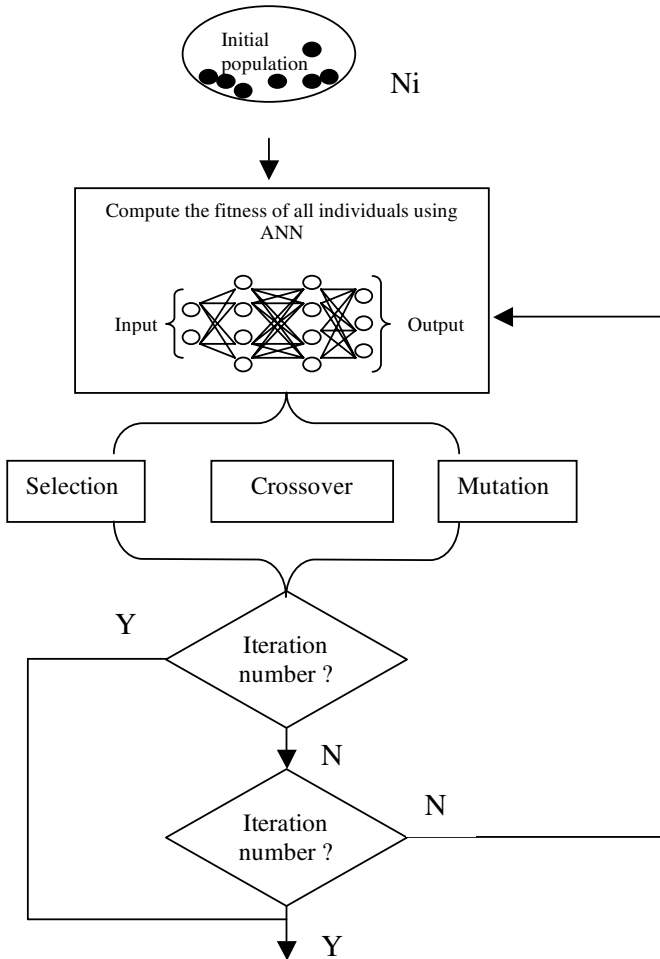 Initial
population
Ni
Compute the fitness of all individuals using
ANN
Input
Output
Selection
Crossover
Mutation
Y
Iteration
number ?
N
Iteration
number ?
N
Y